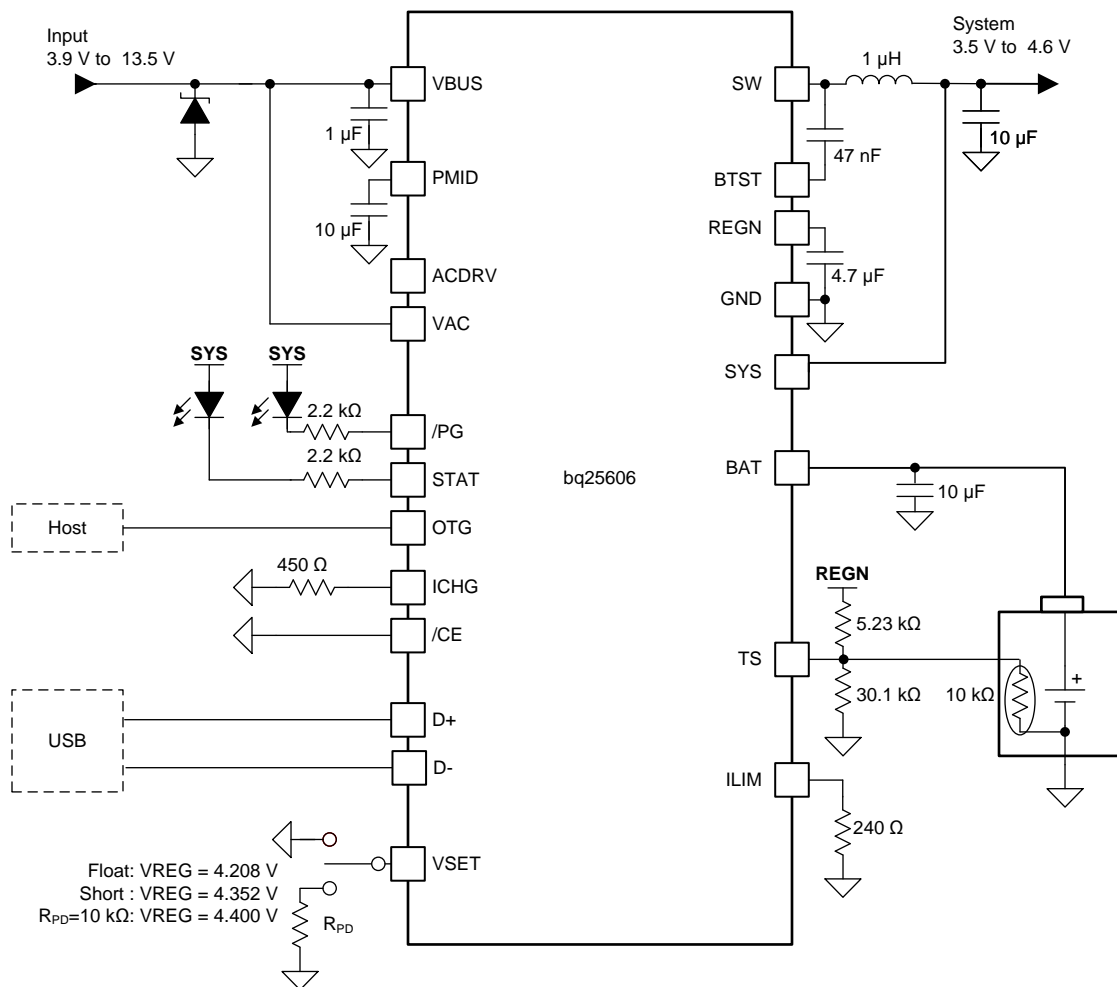 Input
3.9 V to 13.5 V
System
3.5 V to 4.6 V
VBUS
1 µF
PMID
10 µF
ACDRV
VAC
SYS
SYS
2.2 kΩ
/PG
2.2 kΩ
STAT
Host
OTG
450 Ω
ICHG
/CE
USB
D+
D-
VSET
Float: VREG = 4.208 V
Short : VREG = 4.352 V
RPD=10 kΩ: VREG = 4.400 V
RPD
bq25606
SW
1 µH
10 µF
47 nF
BTST
REGN
4.7 µF
GND
SYS
BAT
10 µF
REGN
5.23 kΩ
TS
30.1 kΩ
10 kΩ
+
ILIM
240 Ω